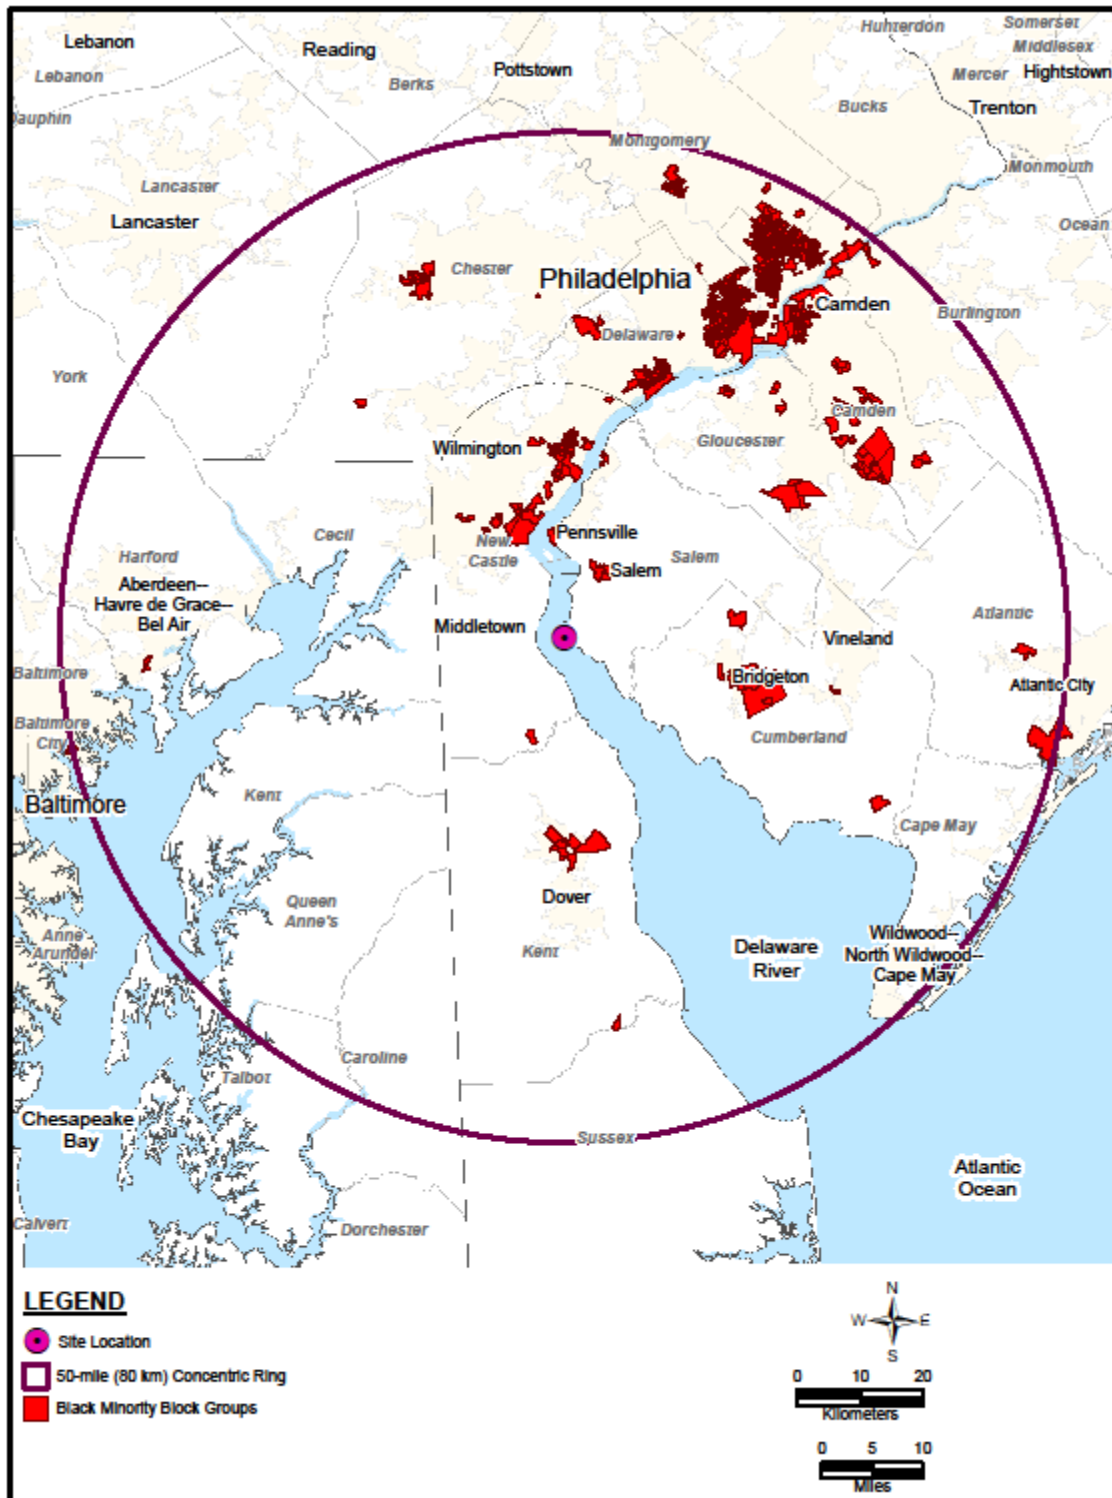 Hunterdon
Somerset
Lebanon
Reading
Middlesex
Pottstown
Mercer
Hightstown
Lebanon
Berks
Bucks
Trenton
Dauphin
Montgomery
Monmouth
Lancaster
Lancaster
Ocean
Chester
Philadelphia
Camden
Burlington
Delaware
York
Camden
Gloucester
Wilmington
Cecil
Pennsville
New
Castle
Harford
Salem
Salem
Aberdeen--
Havre de Grace--
Bel Air
Middletown
Atlantic
Vineland
Baltimore
Bridgeton
Atlantic City
Baltimore
City
Cumberland
Kent
Baltimore
Cape May
Queen
Anne's
Dover
Anne
Arundel
Kent
Delaware
River
Wildwood--
North Wildwood--
Cape May
Caroline
Talbot
Chesapeake
Bay
Sussex
Atlantic
Ocean
Calvert
Dorchester
LEGEND
Site Location
50-mile (80 km) Concentric Ring
Black Minority Block Groups
N
W E
S
0 10 20
Kilometers
0 5 10
Miles